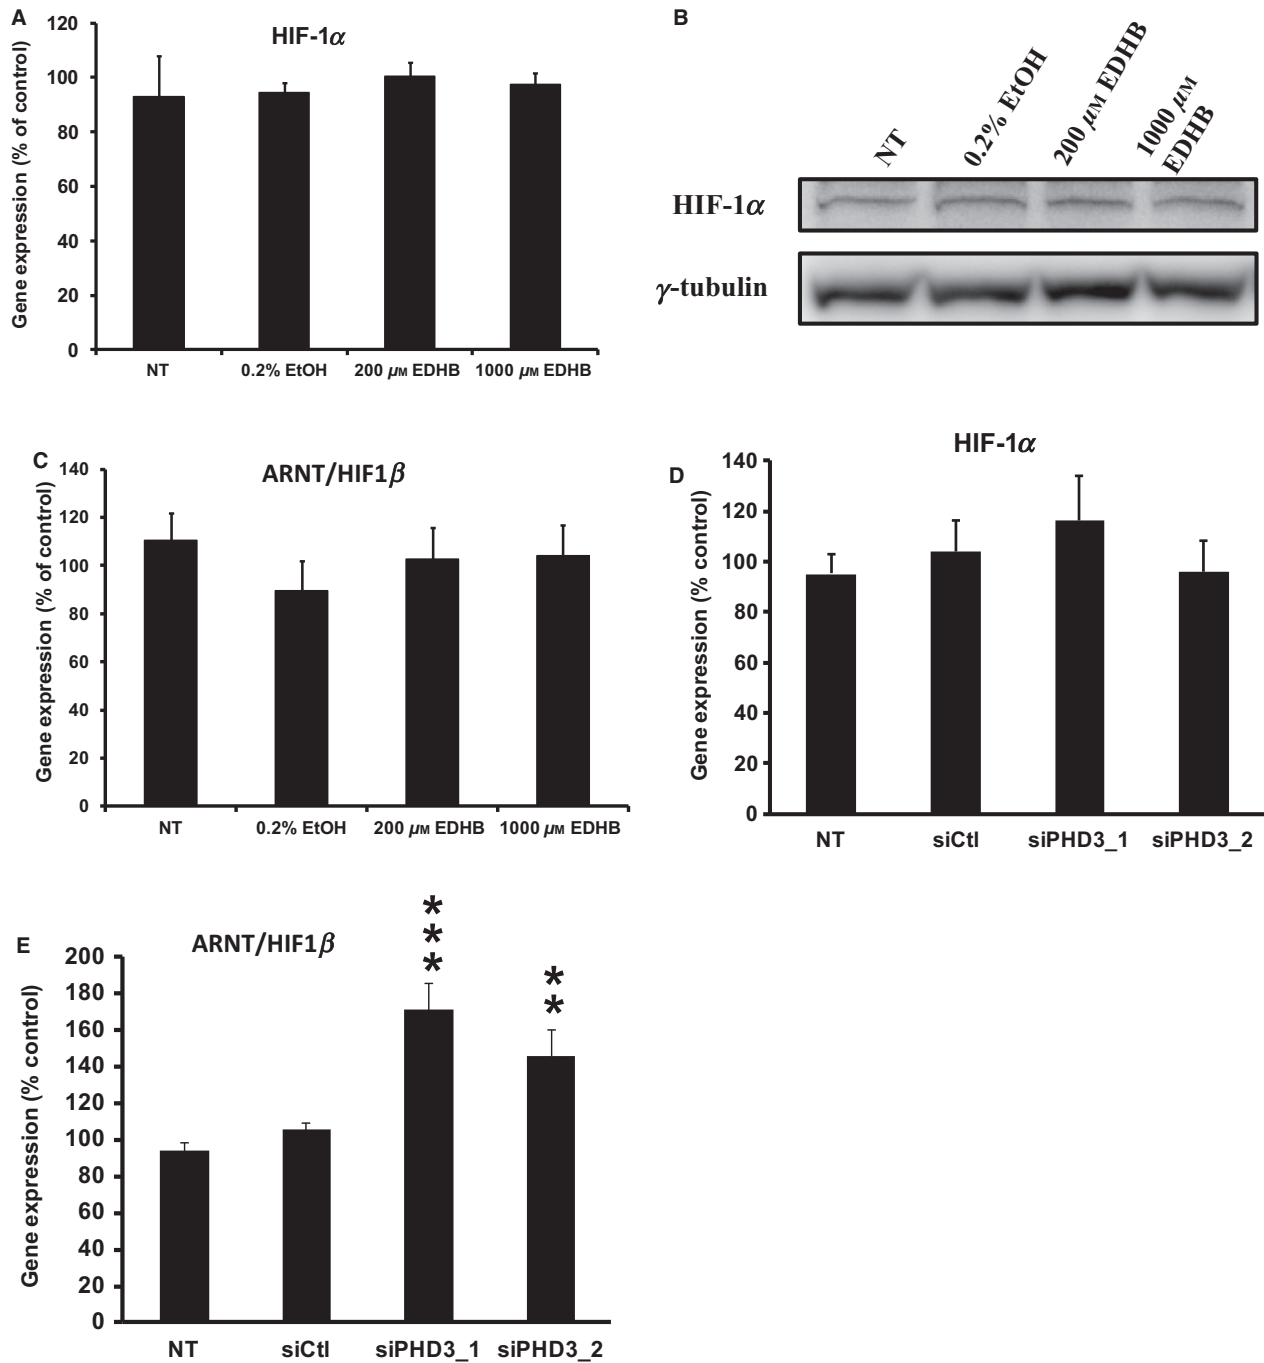 A
HIF-1α
Gene expression (% of control)
120
100
80
60
40
20
0
NT
0.2% EtOH
200 μM EDHB
1000 μM EDHB
B
NT
0.2% EtOH
200 μM EDHB
1000 μM
EDHB
HIF-1α
γ-tubulin
C
ARNT/HIF1β
Gene expression (% of control)
140
120
100
80
60
40
20
0
NT
0.2% EtOH
200 μM EDHB
1000 μM EDHB
D
HIF-1α
Gene expression (% control)
140
120
100
80
60
40
20
0
NT
siCtl
siPHD3_1
siPHD3_2
E
ARNT/HIF1β
Gene expression (% control)
200
180
160
140
120
100
80
60
40
20
0
***
**
NT
siCtl
siPHD3_1
siPHD3_2